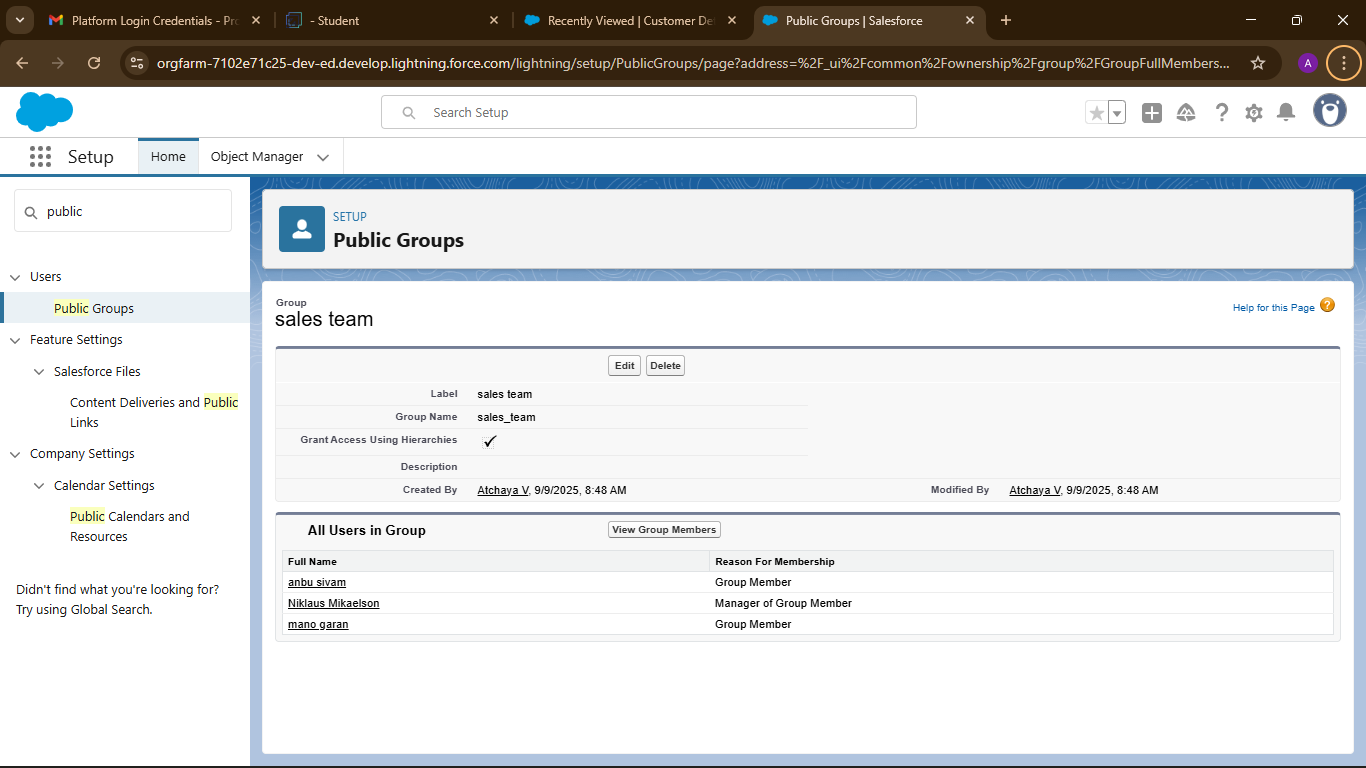 Platform Login Credentials - Pro
- Student
Recently Viewed | Customer De
Public Groups | Salesforce
orgfarm-7102e71c25-dev-ed.develop.lightning.force.com/lightning/setup/PublicGroups/page?address=%2F_ui%2Fcommon%2Fownership%2Fgroup%2FGroupFullMembers...
A
Search Setup
Setup
Home
Object Manager
public
Users
Public Groups
Feature Settings
Salesforce Files
Content Deliveries and Public
Links
Company Settings
Calendar Settings
Public Calendars and
Resources
Didn't find what you're looking for?
Try using Global Search.
SETUP
Public Groups
Group
sales team
Help for this Page ?
Edit Delete
Label sales team
Group Name sales_team
Grant Access Using Hierarchies
Description
Created By Atchaya V, 9/9/2025, 8:48 AM Modified By Atchaya V, 9/9/2025, 8:48 AM
All Users in Group View Group Members
Full Name Reason For Membership
anbu sivam Group Member
Niklaus Mikaelson Manager of Group Member
mano garan Group Member